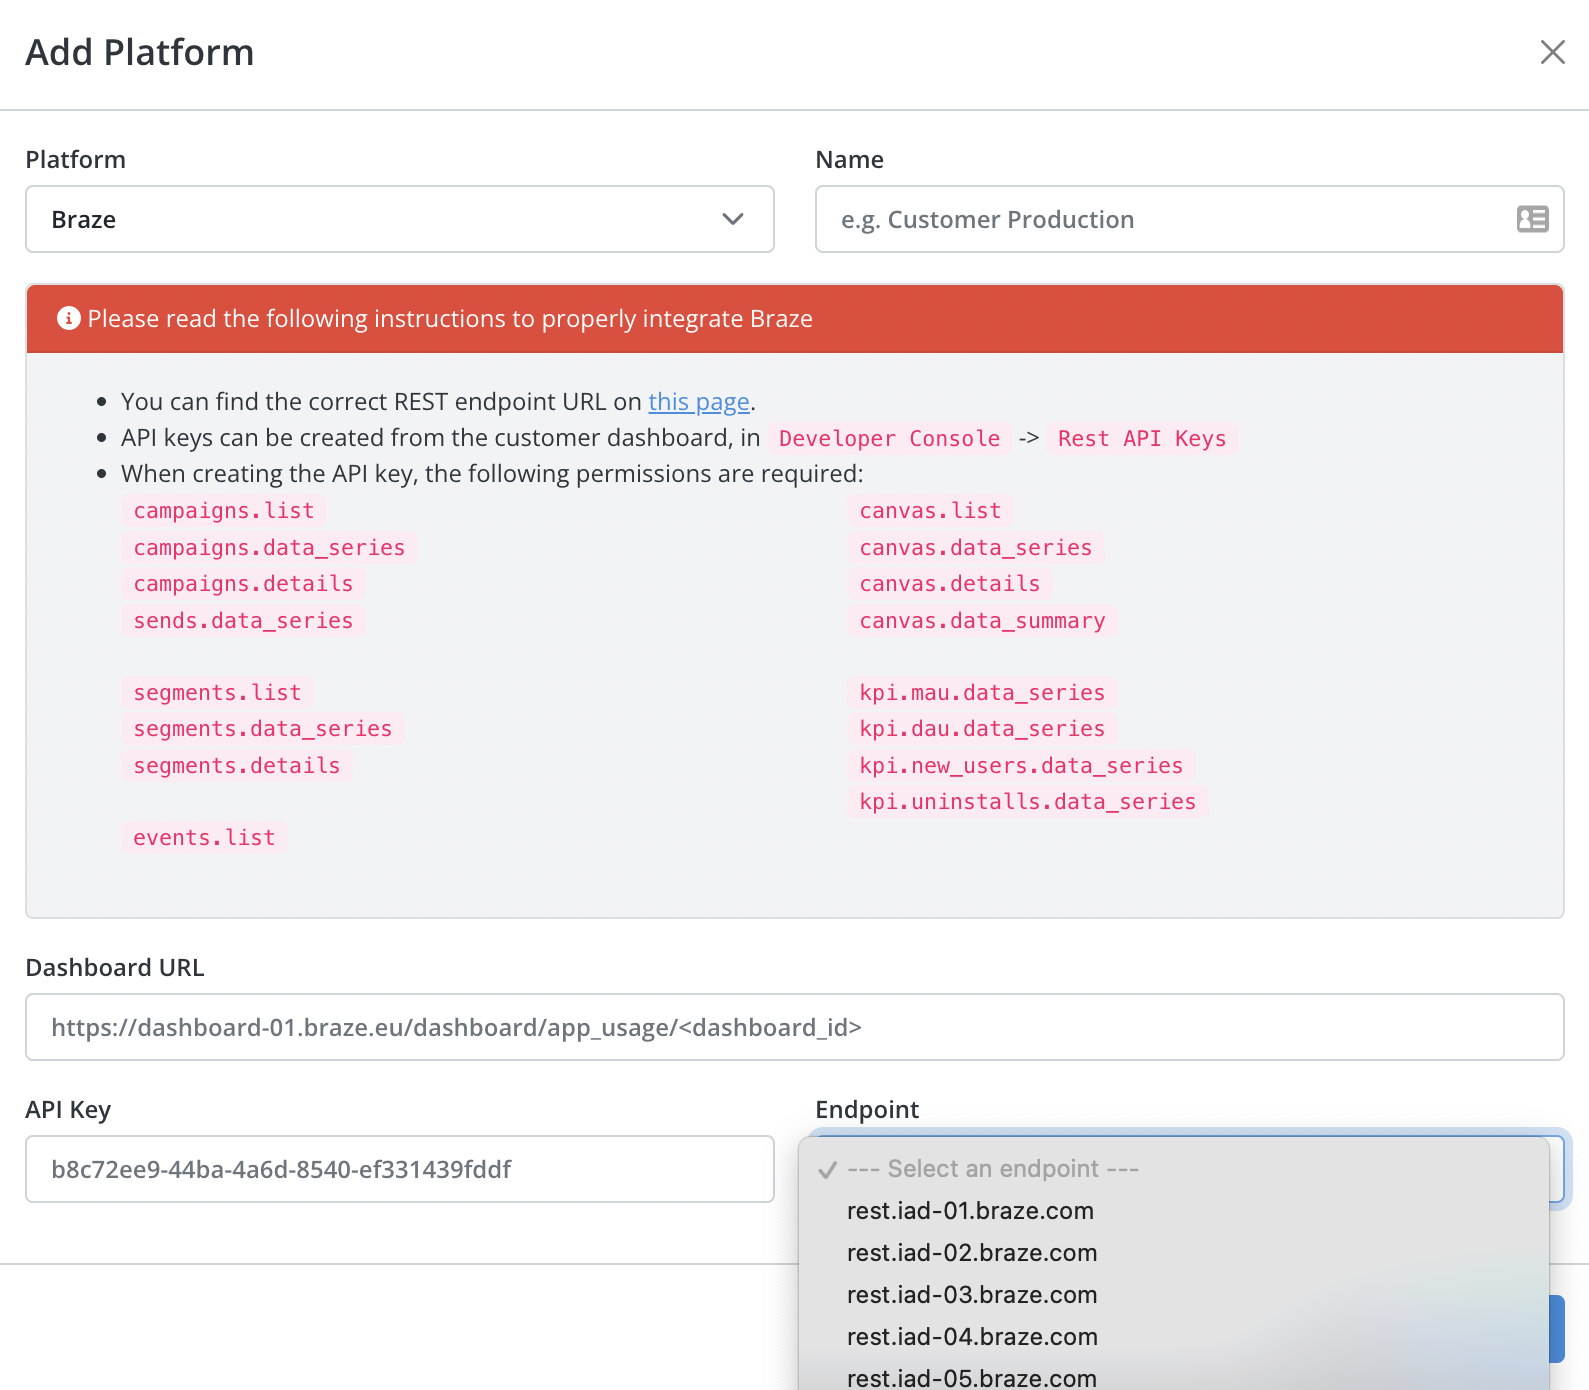 Add Platform
Platform
Name
Braze
e.g. Customer Production
Please read the following instructions to properly integrate Braze
You can find the correct REST endpoint URL on this page.
API keys can be created from the customer dashboard, in Developer Console -> Rest API Keys
When creating the API key, the following permissions are required:
campaigns.list
campaigns.data_series
campaigns.details
sends.data_series
segments.list
segments.data_series
segments.details
events.list
canvas.list
canvas.data_series
canvas.details
canvas.data_summary
kpi.mau.data_series
kpi.dau.data_series
kpi.new_users.data_series
kpi.uninstalls.data_series
Dashboard URL
https://dashboard-01.braze.eu/dashboard/app_usage/<dashboard_id>
API Key
b8c72ee9-44ba-4a6d-8540-ef331439fddf
Endpoint
--- Select an endpoint ---
rest.iad-01.braze.com
rest.iad-02.braze.com
rest.iad-03.braze.com
rest.iad-04.braze.com
rest.iad-05.braze.com